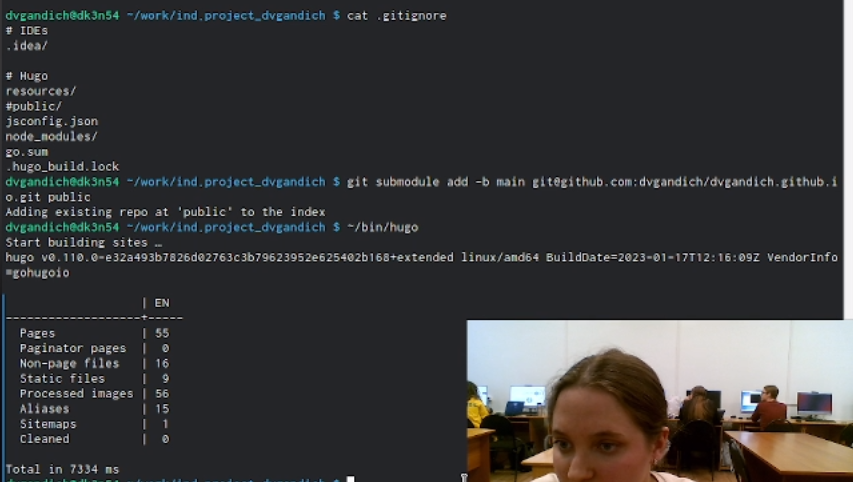 dvgandich@dk3n54 ~/work/ind.project_dvgandich $ cat .gitignore
# IDEs
.idea/
# Hugo
resources/
#public/
jsconfig.json
node_modules/
go.sum
.hugo_build.lock
dvgandich@dk3n54 ~/work/ind.project_dvgandich $ git submodule add -b main git@github.com:dvgandich/dvgandich.github.i
o.git public
Adding existing repo at 'public' to the index
dvgandich@dk3n54 ~/work/ind.project_dvgandich $ ~/bin/hugo
Start building sites …
hugo v0.110.0-e32a493b7826d02763c3b79623952e625402b168+extended linux/amd64 BuildDate=2023-01-17T12:16:09Z VendorInfo
=gohugoio
| EN
-------------------+-----
Pages | 55
Paginator pages | 0
Non-page files | 16
Static files | 9
Processed images | 56
Aliases | 15
Sitemaps | 1
Cleaned | 0
Total in 7334 ms
dvgandich@dk3n54 ~/work/ind.project_dvgandich $